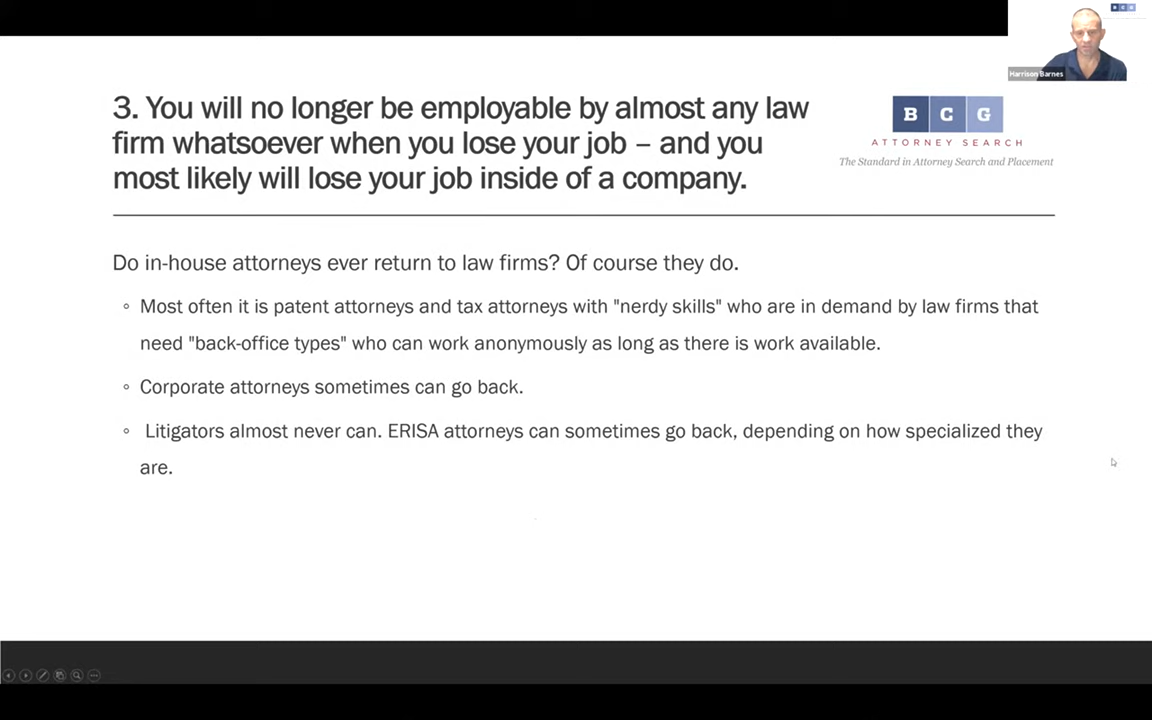 B C G
Harrison Barnes
3. You will no longer be employable by almost any law
firm whatsoever when you lose your job – and you
most likely will lose your job inside of a company.
B C G
ATTORNEY SEARCH
The Standard in Attorney Search and Placement
Do in-house attorneys ever return to law firms? Of course they do.
◦ Most often it is patent attorneys and tax attorneys with "nerdy skills" who are in demand by law firms that
need "back-office types" who can work anonymously as long as there is work available.
◦ Corporate attorneys sometimes can go back.
◦ Litigators almost never can. ERISA attorneys can sometimes go back, depending on how specialized they
are.